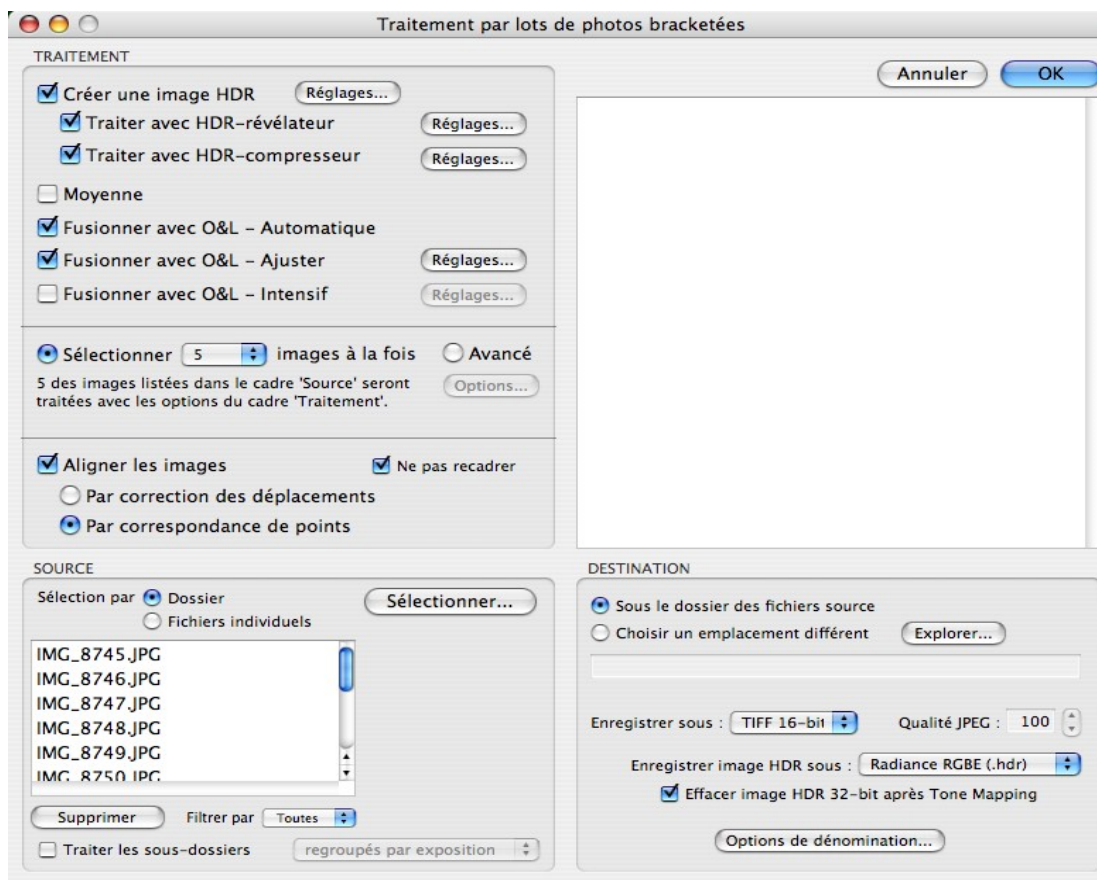 Traitement par lots de photos bracketées
TRAITEMENT
Annuler
OK
Créer une image HDR
Réglages...
Traiter avec HDR-révélateur
Réglages...
Traiter avec HDR-compresseur
Réglages...
Moyenne
Fusionner avec O&L - Automatique
Fusionner avec O&L - Ajuster
Réglages...
Fusionner avec O&L - Intensif
Réglages...
Sélectionner 5 images à la fois
Avancé
5 des images listées dans le cadre 'Source' seront
traitées avec les options du cadre 'Traitement'.
Options...
Aligner les images
Ne pas recadrer
Par correction des déplacements
Par correspondance de points
SOURCE
Sélection par
Dossier
Fichiers individuels
Sélectionner...
IMG_8745.JPG
IMG_8746.JPG
IMG_8747.JPG
IMG_8748.JPG
IMG_8749.JPG
IMG_8750.JPG
Supprimer
Filtrer par
Toutes
Traiter les sous-dossiers
regroupés par exposition
DESTINATION
Sous le dossier des fichiers source
Choisir un emplacement différent
Explorer...
Enregistrer sous :
TIFF 16-bit
Qualité JPEG :
100
Enregistrer image HDR sous :
Radiance RGBE (.hdr)
Effacer image HDR 32-bit après Tone Mapping
Options de dénomination...